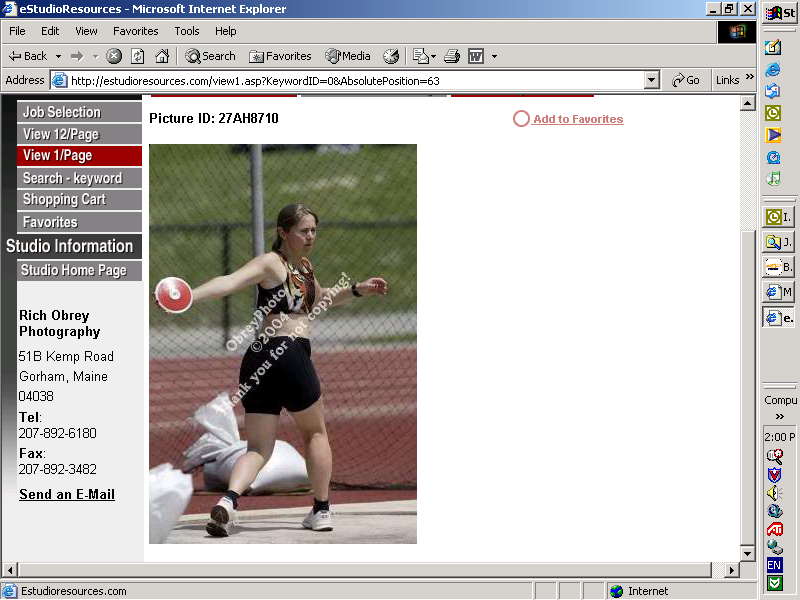 eStudioResources - Microsoft Internet Explorer
File Edit View Favorites Tools Help
Back Search Favorites Media
Address http://estudioresources.com/view1.asp?KeywordID=0&AbsolutePosition=63 Go Links »
Job Selection
View 12/Page
View 1/Page
Search - keyword
Shopping Cart
Favorites
Studio Information
Studio Home Page
Rich Obrey
Photography
51B Kemp Road
Gorham, Maine
04038
Tel:
207-892-6180
Fax:
207-892-3482
Send an E-Mail
Picture ID: 27AH8710
Add to Favorites
ObreyPhoto
©2004
Thank you for not copying!
Estudioresources.com
Internet
St
I.
J.
B.
M
e.
Compu
»
2:00 P
EN